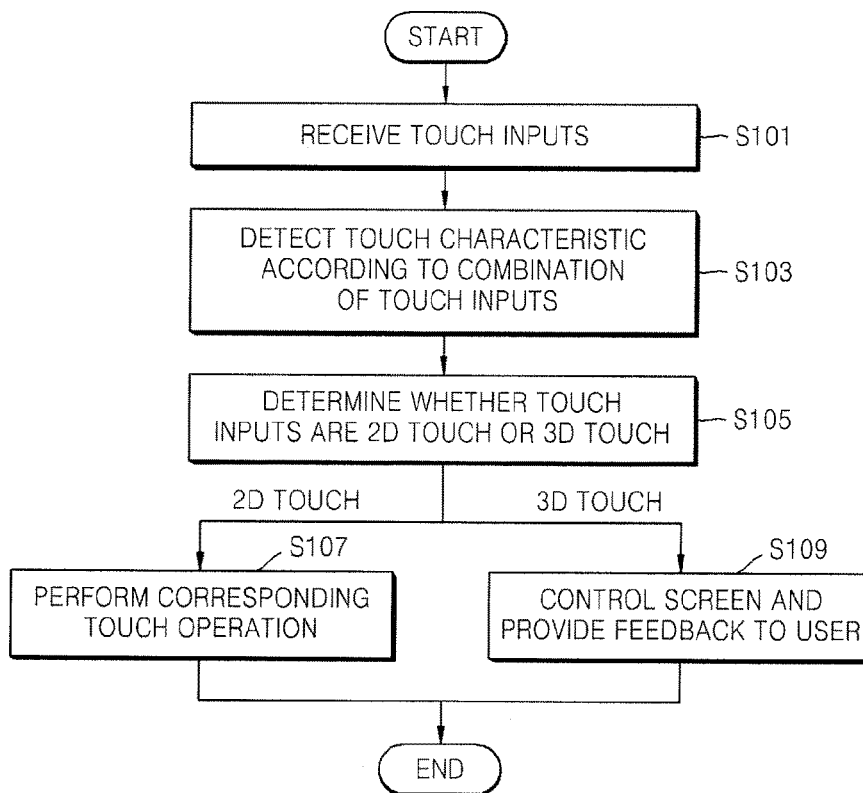 START
RECEIVE TOUCH INPUTS
S101
DETECT TOUCH CHARACTERISTIC
ACCORDING TO COMBINATION
OF TOUCH INPUTS
S103
DETERMINE WHETHER TOUCH
INPUTS ARE 2D TOUCH OR 3D TOUCH
S105
2D TOUCH
3D TOUCH
S107
PERFORM CORRESPONDING
TOUCH OPERATION
S109
CONTROL SCREEN AND
PROVIDE FEEDBACK TO USER
END